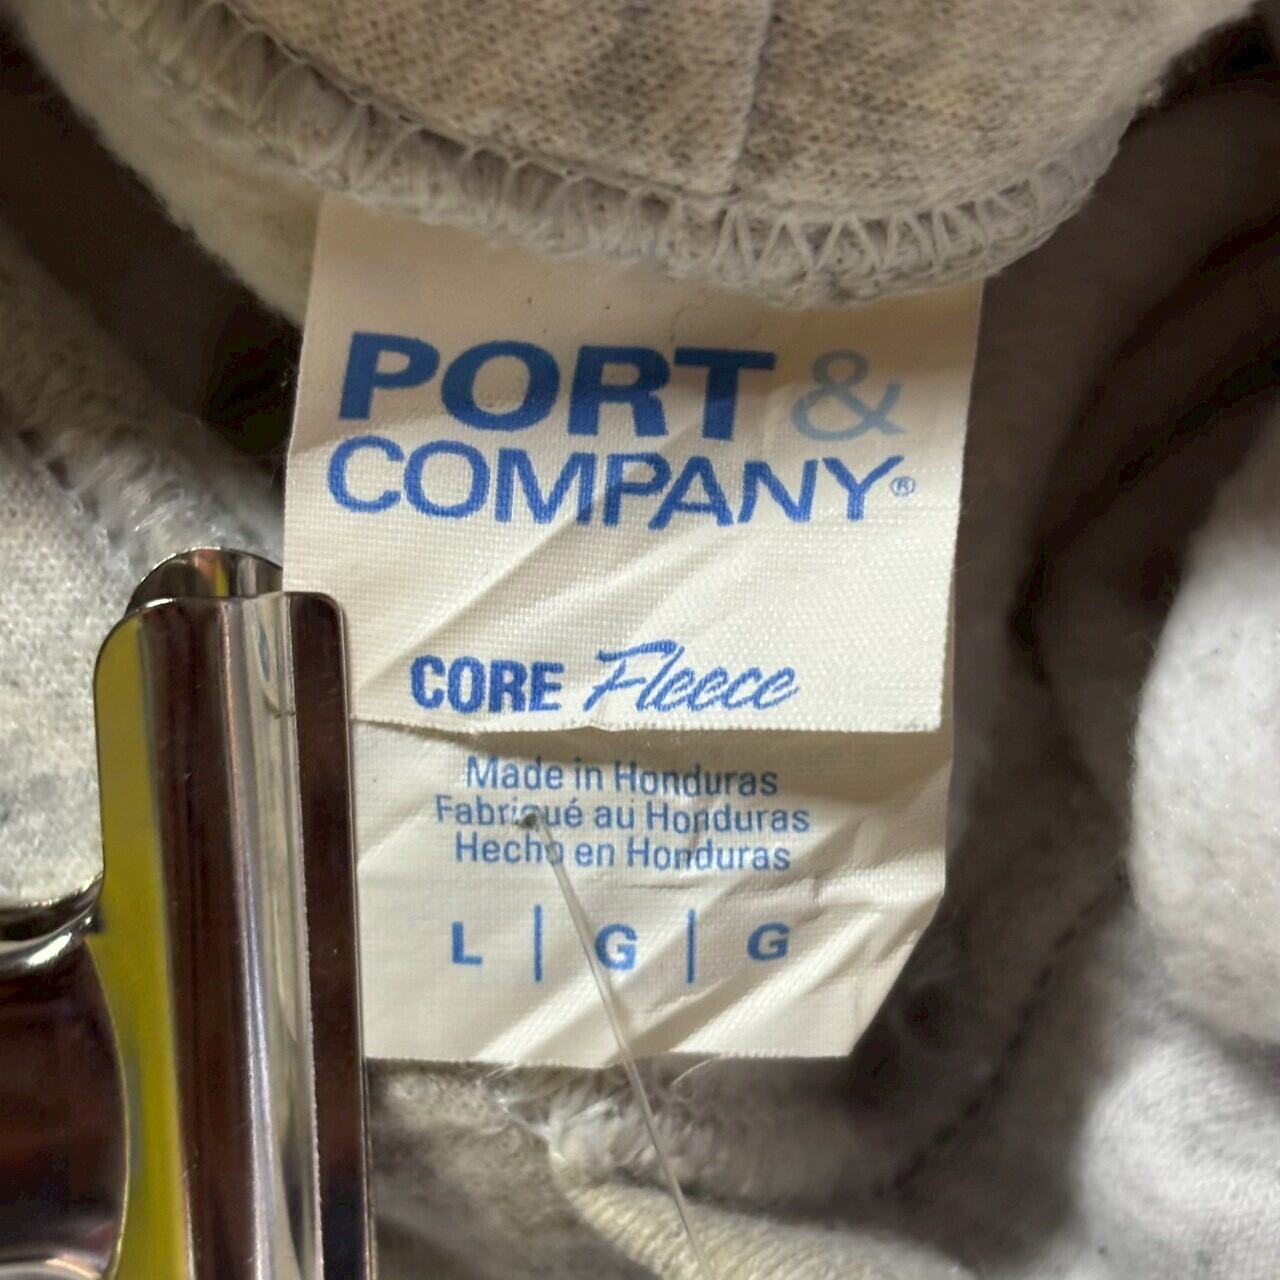 PORT &
COMPANY®
CORE Fleece
Made in Honduras
Fabriqué au Honduras
Hecho en Honduras
L | G | G